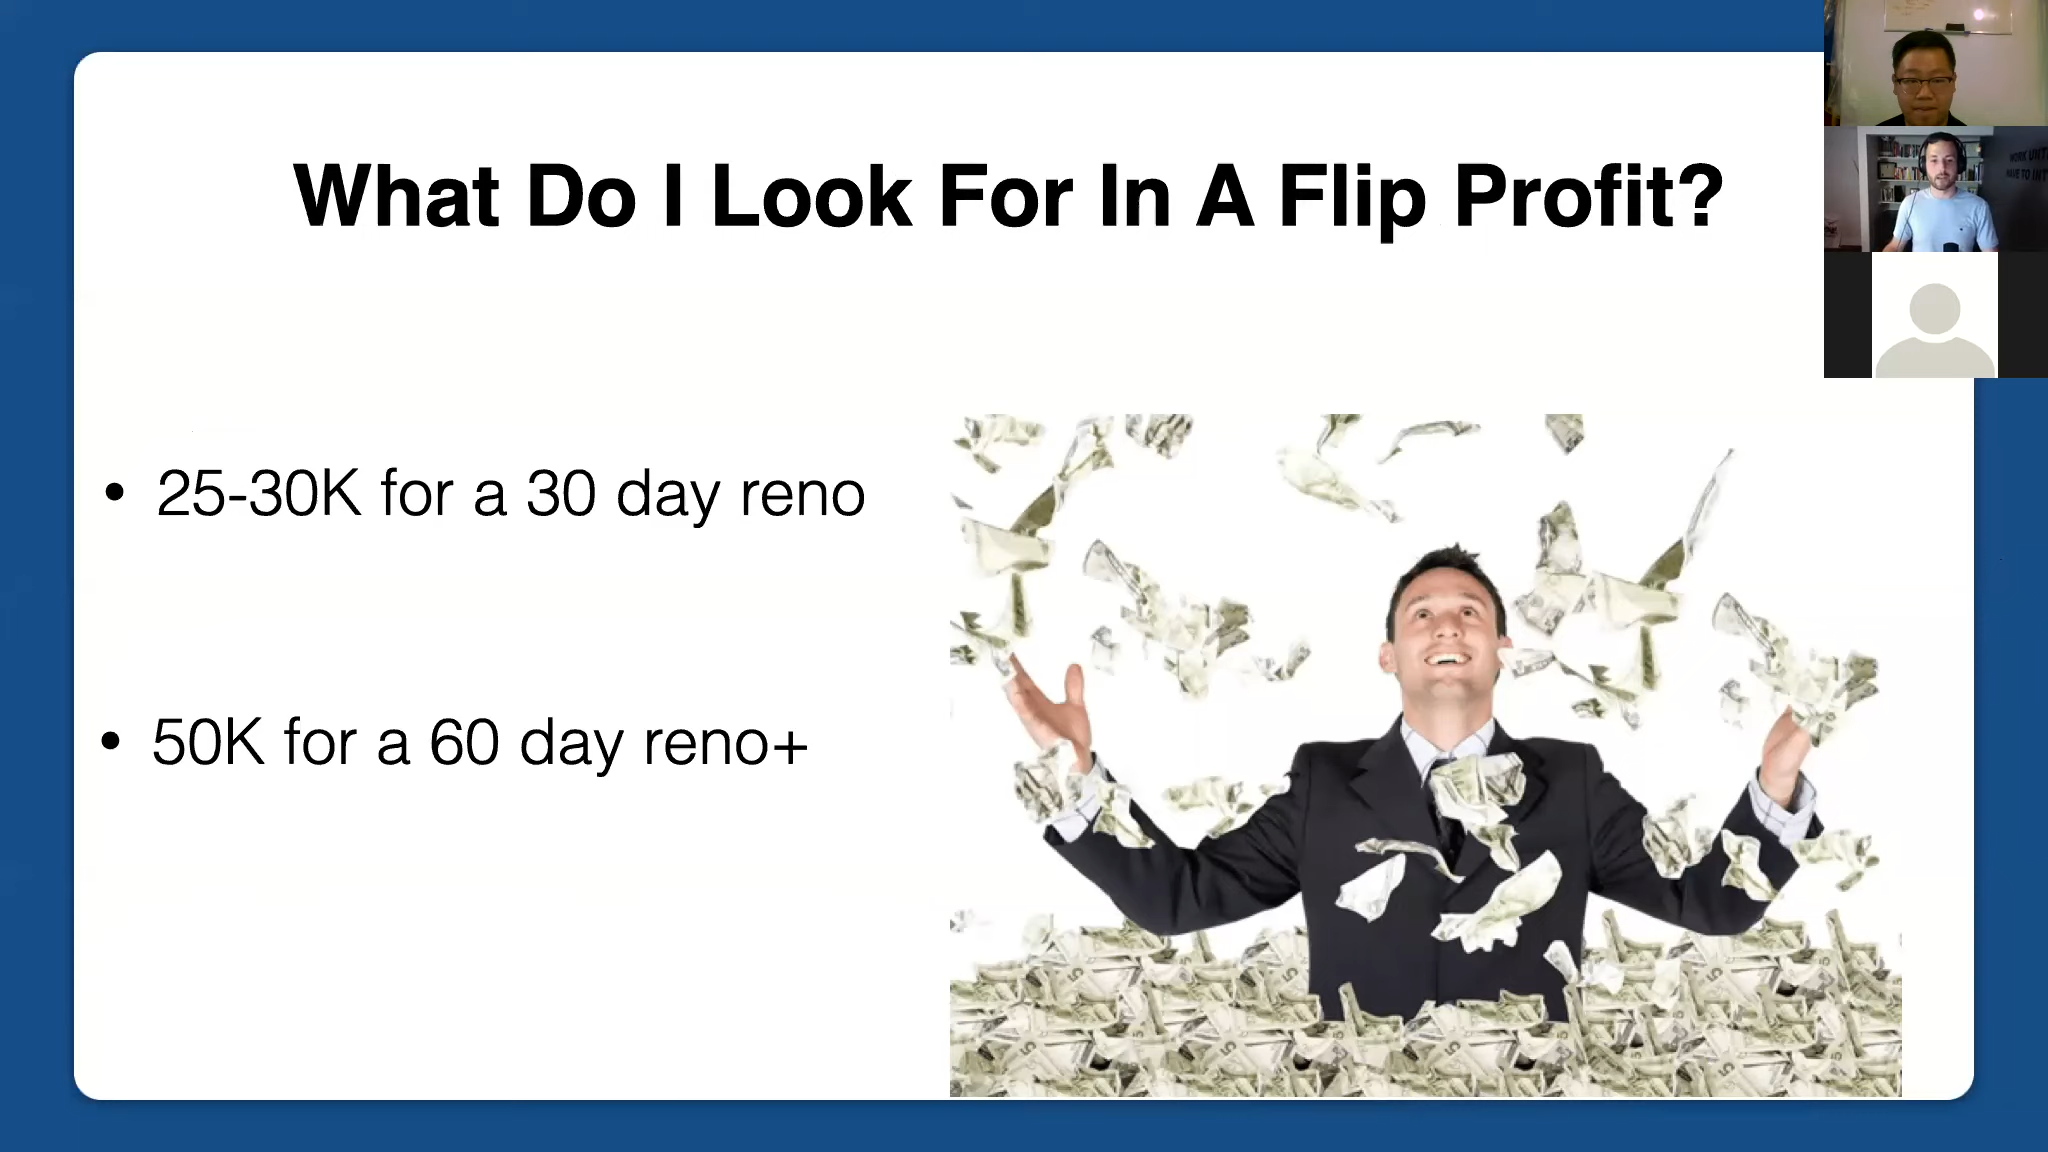 What Do I Look For In A Flip Profit?
• 25-30K for a 30 day reno
• 50K for a 60 day reno+